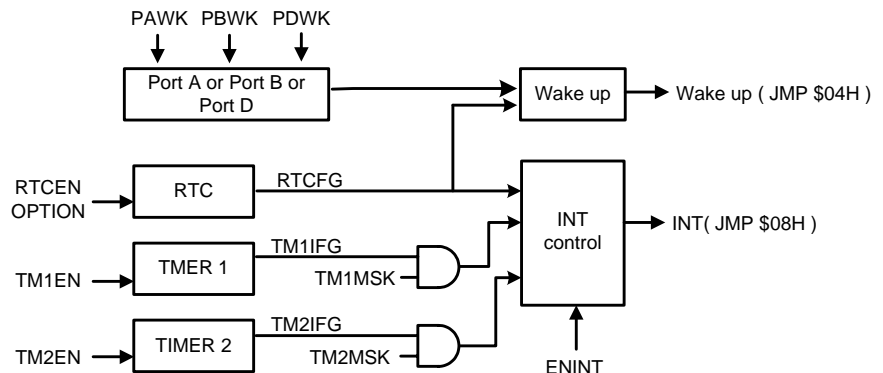 PAWK PBWK PDWK
Port A or Port B or
Port D
Wake up
Wake up ( JMP $04H )
RTCEN
OPTION
RTC
RTCFG
INT
control
INT( JMP $08H )
TM1EN
TMER 1
TM1IFG
TM1MSK
TM2EN
TIMER 2
TM2IFG
TM2MSK
ENINT